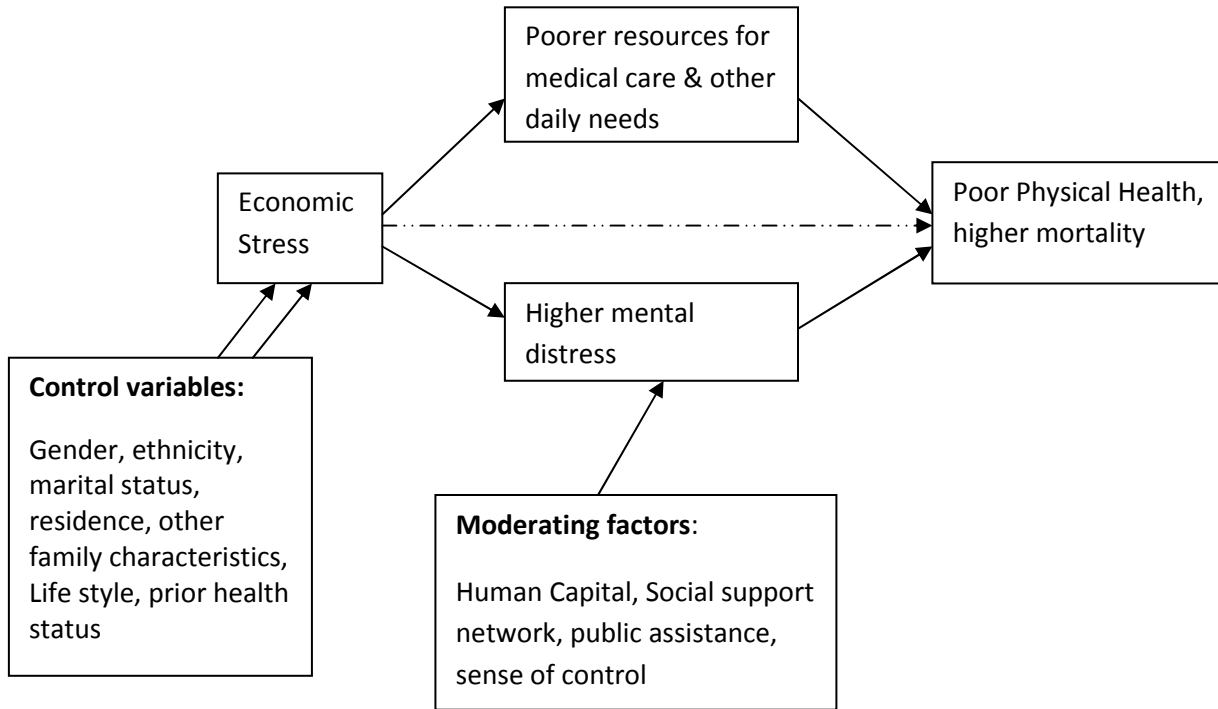 Poorer resources for
medical care & other
daily needs
Economic
Stress
Poor Physical Health,
higher mortality
Higher mental
distress
Control variables:
Gender, ethnicity,
marital status,
residence, other
family characteristics,
Life style, prior health
status
Moderating factors:
Human Capital, Social support
network, public assistance,
sense of control